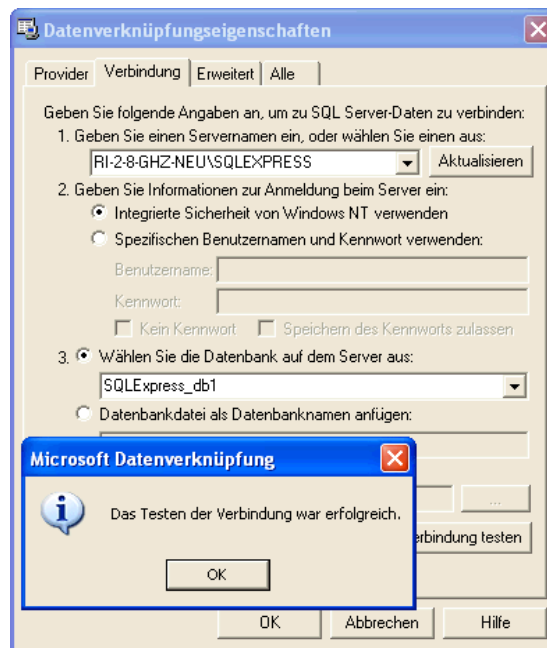 Datenverknüpfungseigenschaften
Provider Verbindung Erweitert Alle
Geben Sie folgende Angaben an, um zu SQL Server-Daten zu verbinden:
1. Geben Sie einen Servernamen ein, oder wählen Sie einen aus:
RI-2-8-GHZ-NEU\SQLEXPRESS Aktualisieren
2. Geben Sie Informationen zur Anmeldung beim Server ein:
Integrierte Sicherheit von Windows NT verwenden
Spezifischen Benutzernamen und Kennwort verwenden:
Benutzername:
Kennwort:
Kein Kennwort Speichern des Kennworts zulassen
3. Wählen Sie die Datenbank auf dem Server aus:
SQLExpress_db1
Datenbankdatei als Datenbanknamen anfügen:
Microsoft Datenverknüpfung
Das Testen der Verbindung war erfolgreich.
OK
...
erbindung testen
OK Abbrechen Hilfe